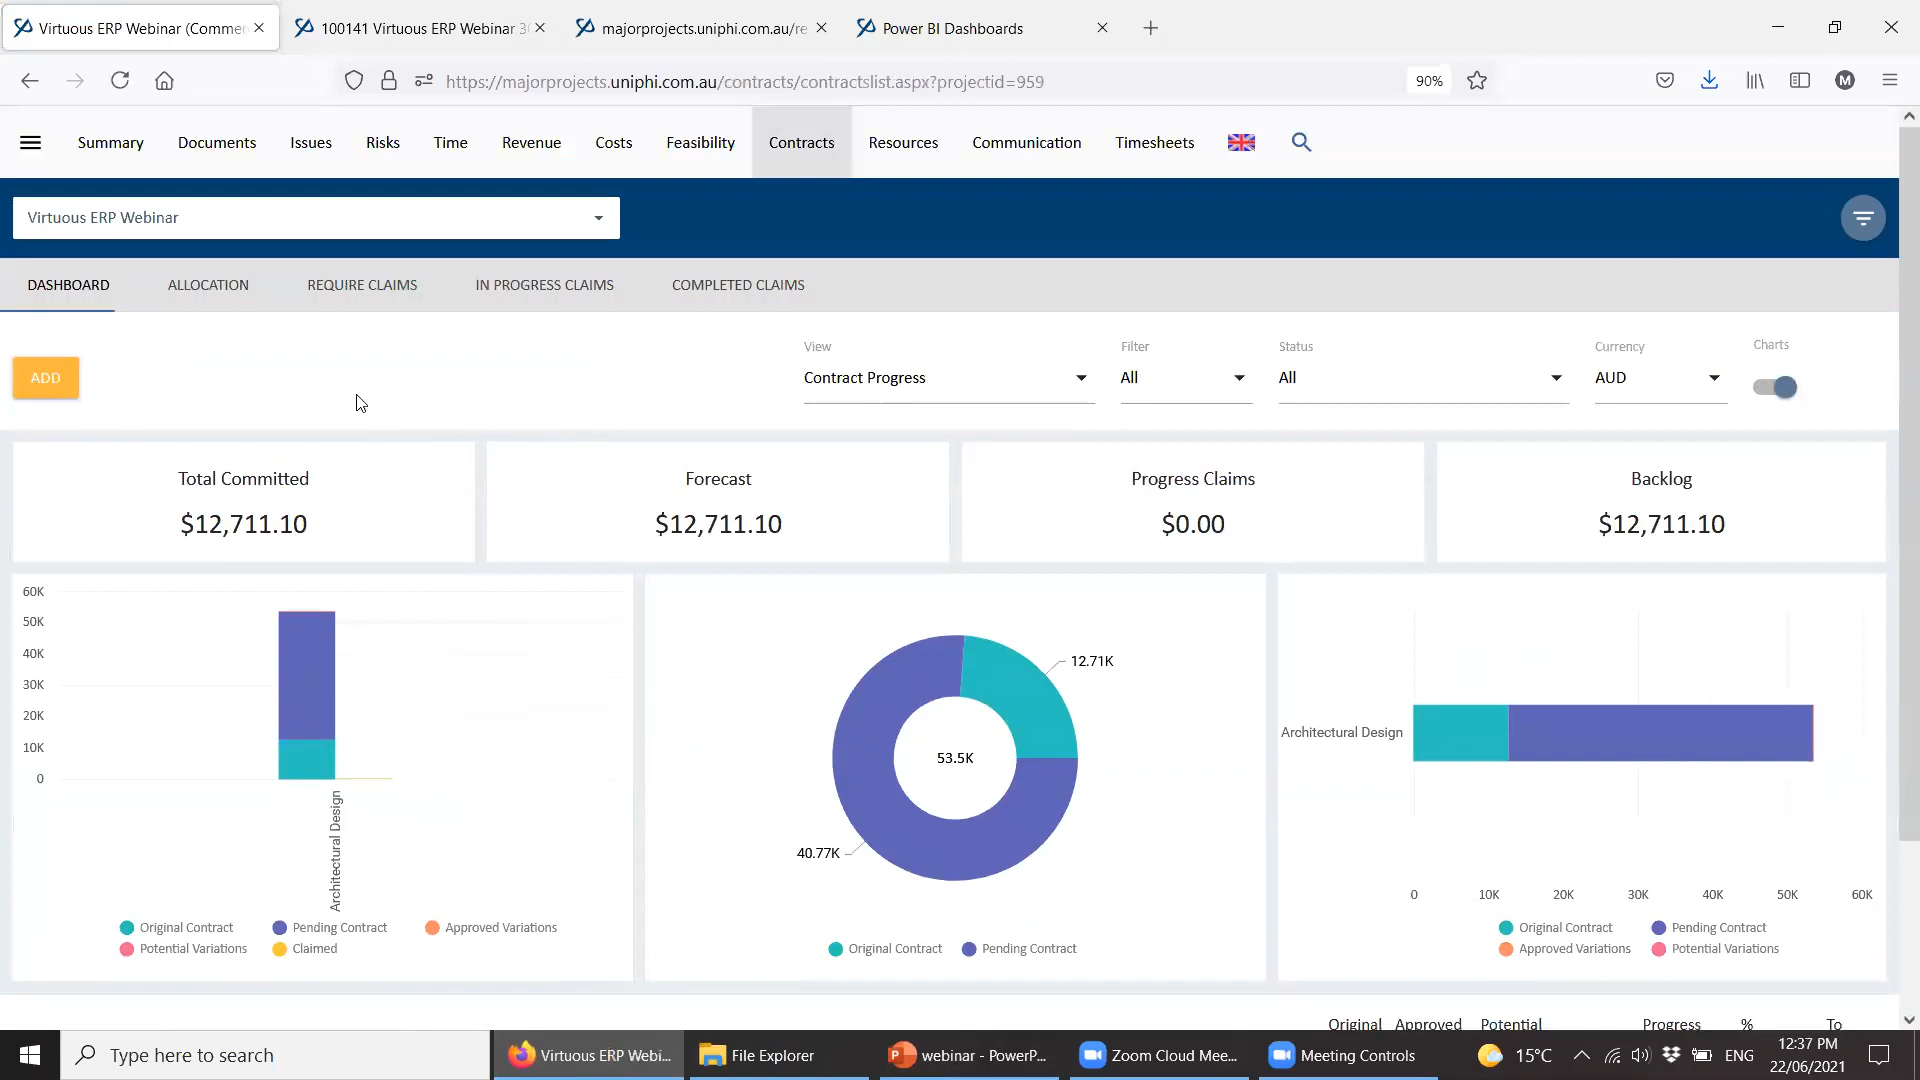 Virtuous ERP Webinar (Comme
100141 Virtuous ERP Webinar 30
majorprojects.uniphi.com.au/re
Power BI Dashboards
https://majorprojects.uniphi.com.au/contracts/contractslist.aspx?projectid=959
90%
M
Summary
Documents
Issues
Risks
Time
Revenue
Costs
Feasibility
Contracts
Resources
Communication
Timesheets
Virtuous ERP Webinar
DASHBOARD
ALLOCATION
REQUIRE CLAIMS
IN PROGRESS CLAIMS
COMPLETED CLAIMS
ADD
View
Contract Progress
Filter
All
Status
All
Currency
AUD
Charts
Total Committed
$12,711.10
Forecast
$12,711.10
Progress Claims
$0.00
Backlog
$12,711.10
60K
50K
40K
30K
20K
10K
0
Architectural Design
Original Contract
Pending Contract
Approved Variations
Potential Variations
Claimed
12.71K
53.5K
40.77K
Original Contract
Pending Contract
Architectural Design
0
10K
20K
30K
40K
50K
60K
Original Contract
Pending Contract
Approved Variations
Potential Variations
Original
Approved
Potential
Progress
%
To
Type here to search
Virtuous ERP Webi...
File Explorer
webinar - PowerP...
Zoom Cloud Mee...
Meeting Controls
15°C
ENG
12:37 PM
22/06/2021